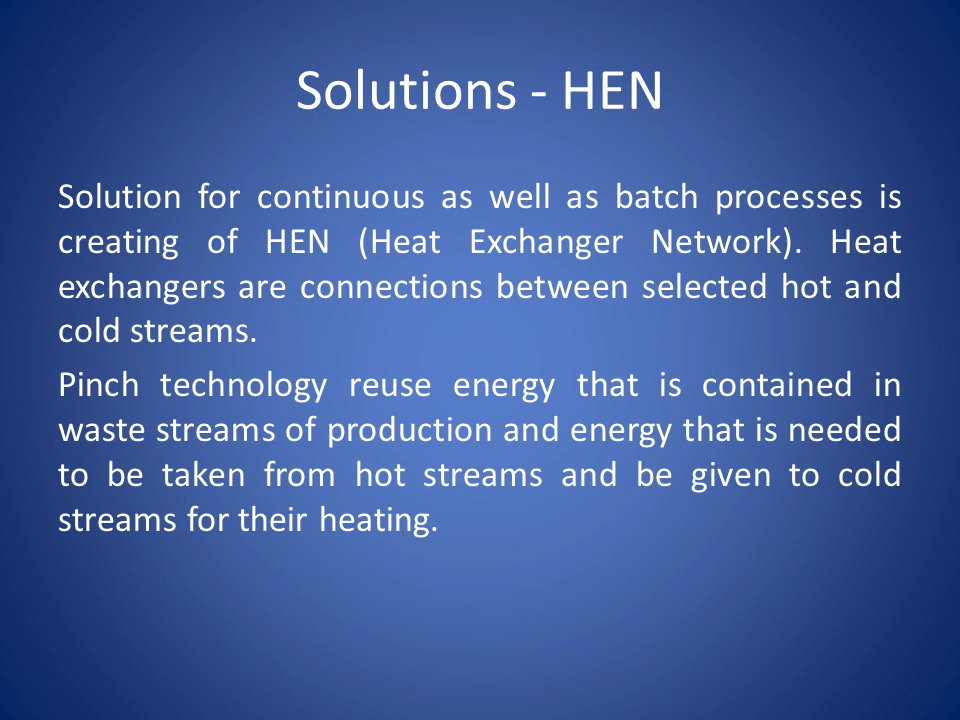 Solutions - HEN
Solution for continuous as well as batch processes is
creating of HEN (Heat Exchanger Network). Heat
exchangers are connections between selected hot and
cold streams.
Pinch technology reuse energy that is contained in
waste streams of production and energy that is needed
to be taken from hot streams and be given to cold
streams for their heating.